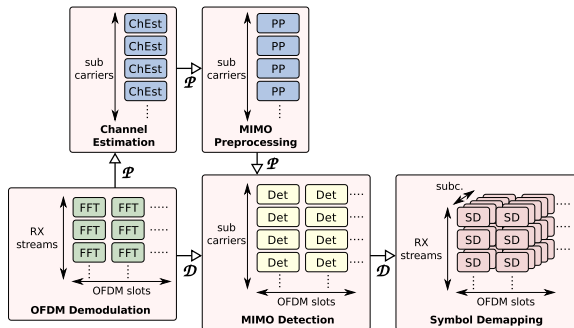 sub
carriers
ChEst
ChEst
ChEst
ChEst
Channel
Estimation
𝒫
sub
carriers
PP
PP
PP
PP
MIMO
Preprocessing
𝒫
𝒫
RX
streams
FFT FFT
FFT FFT
FFT FFT
OFDM slots
OFDM Demodulation
𝒟
sub
carriers
Det Det
Det Det
Det Det
Det Det
OFDM slots
MIMO Detection
𝒟
subc.
RX
streams
SD SD
SD SD
SD SD
OFDM slots
Symbol Demapping